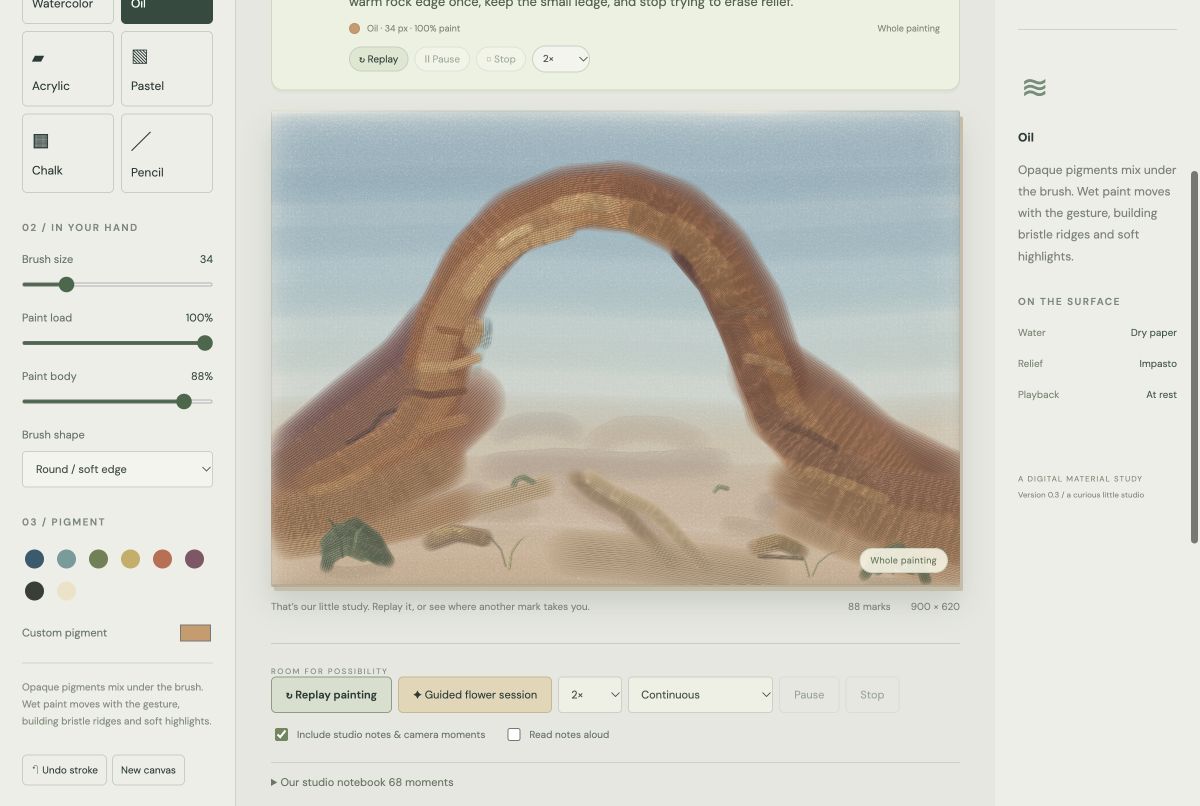 Watercolor
Oil
Acrylic
Pastel
Chalk
Pencil
02 / IN YOUR HAND
Brush size 34
Paint load 100%
Paint body 88%
Brush shape
Round / soft edge
03 / PIGMENT
Custom pigment
Opaque pigments mix under the brush.
Wet paint moves with the gesture,
building bristle ridges and soft highlights.
Undo stroke
New canvas
warm rock edge once, keep the small ledge, and stop trying to erase relief.
Oil · 34 px · 100% paint
Whole painting
↻ Replay
II Pause
Stop
2×
Whole painting
That's our little study. Replay it, or see where another mark takes you.
88 marks
900 × 620
ROOM FOR POSSIBILITY
↻ Replay painting
✦ Guided flower session
2×
Continuous
Pause
Stop
Include studio notes & camera moments
Read notes aloud
▶ Our studio notebook 68 moments
Oil
Opaque pigments mix under
the brush. Wet paint moves
with the gesture, building
bristle ridges and soft
highlights.
ON THE SURFACE
Water Dry paper
Relief Impasto
Playback At rest
A DIGITAL MATERIAL STUDY
Version 0.3 / a curious little studio